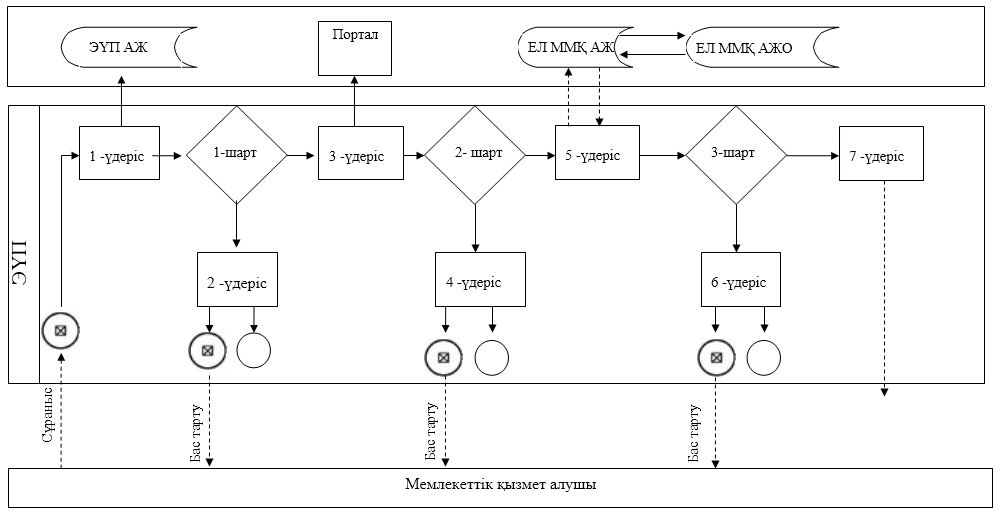 ЭҮП АЖ
Портал
ЕЛ ММҚ АЖ
ЕЛ ММҚ АЖО
ЭҮП
1 -үдеріс
1-шарт
3 -үдеріс
2- шарт
5 -үдеріс
3-шарт
7 -үдеріс
2 -үдеріс
4 -үдеріс
6 -үдеріс
Сұраныс
Бас тарту
Бас тарту
Бас тарту
Мемлекеттік қызмет алушы